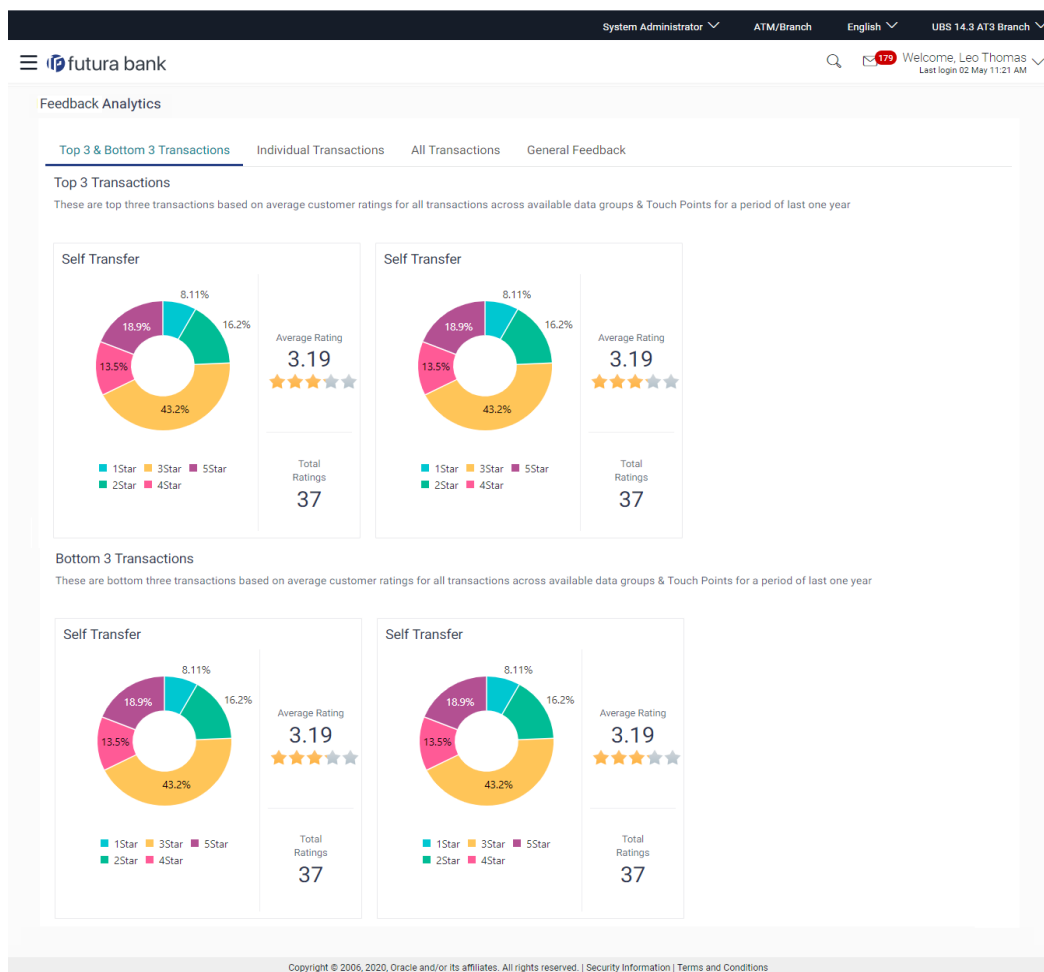 System Administrator ATM/Branch English UBS 14.3 AT3 Branch
futura bank 179 Welcome, Leo Thomas
Last login 02 May 11:21 AM
Feedback Analytics
Top 3 & Bottom 3 Transactions Individual Transactions All Transactions General Feedback
Top 3 Transactions
These are top three transactions based on average customer ratings for all transactions across available data groups & Touch Points for a period of last one year
Self Transfer
8.11%
16.2%
18.9%
13.5%
43.2%
Average Rating
3.19
1Star 3Star 5Star
2Star 4Star
Total
Ratings
37
Self Transfer
8.11%
16.2%
18.9%
13.5%
43.2%
Average Rating
3.19
1Star 3Star 5Star
2Star 4Star
Total
Ratings
37
Bottom 3 Transactions
These are bottom three transactions based on average customer ratings for all transactions across available data groups & Touch Points for a period of last one year
Self Transfer
8.11%
16.2%
18.9%
13.5%
43.2%
Average Rating
3.19
1Star 3Star 5Star
2Star 4Star
Total
Ratings
37
Self Transfer
8.11%
16.2%
18.9%
13.5%
43.2%
Average Rating
3.19
1Star 3Star 5Star
2Star 4Star
Total
Ratings
37
Copyright © 2006, 2020, Oracle and/or its affiliates. All rights reserved. | Security Information | Terms and Conditions